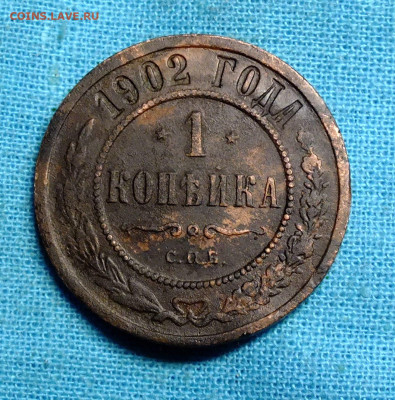 COINS.LAVE.RU
1902 ГОДА
1
КОПѢЙКА
С.П.Б.